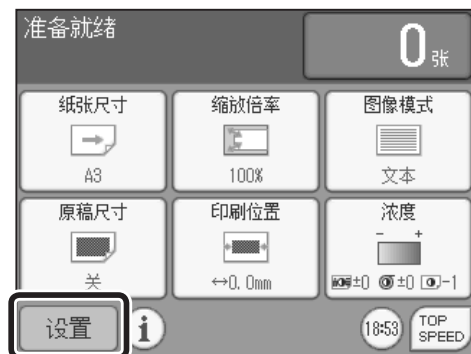 准备就绪
0张
纸张尺寸 缩放倍率 图像模式
A3 100% 文本
原稿尺寸 印刷位置 浓度
- +
关 ↔0,0mm ±0 ±0 -1
设置 i 18:53 TOP
SPEED